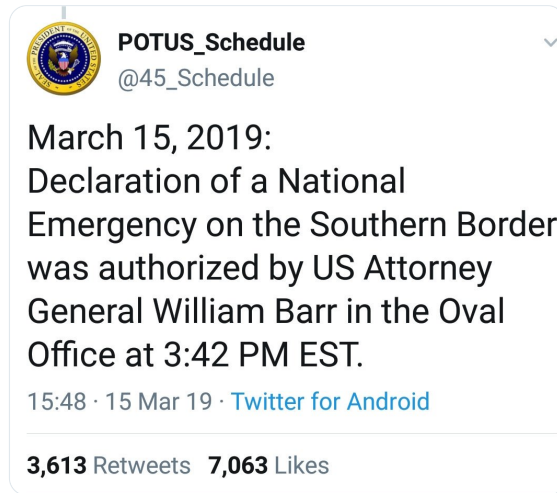 POTUS_Schedule
@45_Schedule
March 15, 2019:
Declaration of a National
Emergency on the Southern Border
was authorized by US Attorney
General William Barr in the Oval
Office at 3:42 PM EST.
15:48 · 15 Mar 19 · Twitter for Android
3,613 Retweets 7,063 Likes